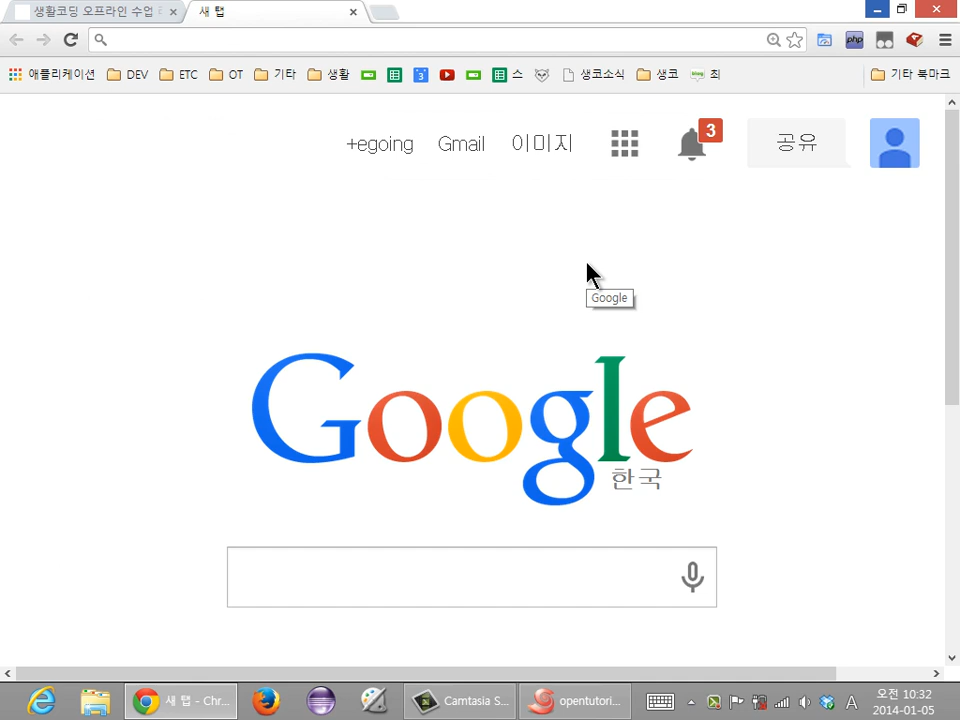 생활코딩 오프라인 수업
새 탭
php
애플리케이션 DEV ETC OT 기타 생활 3 스 생코소식 생코 blog 최 기타 북마크
+egoing Gmail 이미지 3 공유
Google
Google
한국
새 탭 - Chr... Camtasia S... opentutori... A 오전 10:32
2014-01-05